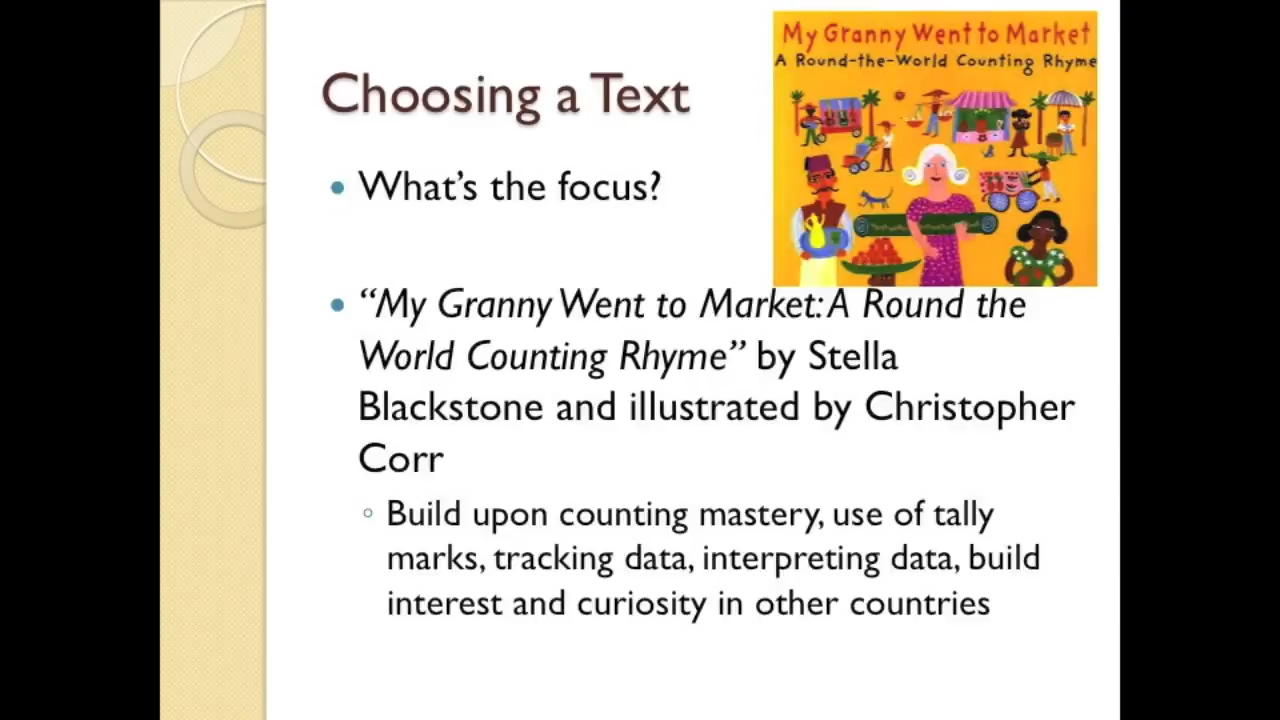 My Granny Went to Market
A Round-the-World Counting Rhyme
Choosing a Text
What's the focus?
“My Granny Went to Market: A Round the
World Counting Rhyme” by Stella
Blackstone and illustrated by Christopher
Corr
Build upon counting mastery, use of tally
marks, tracking data, interpreting data, build
interest and curiosity in other countries